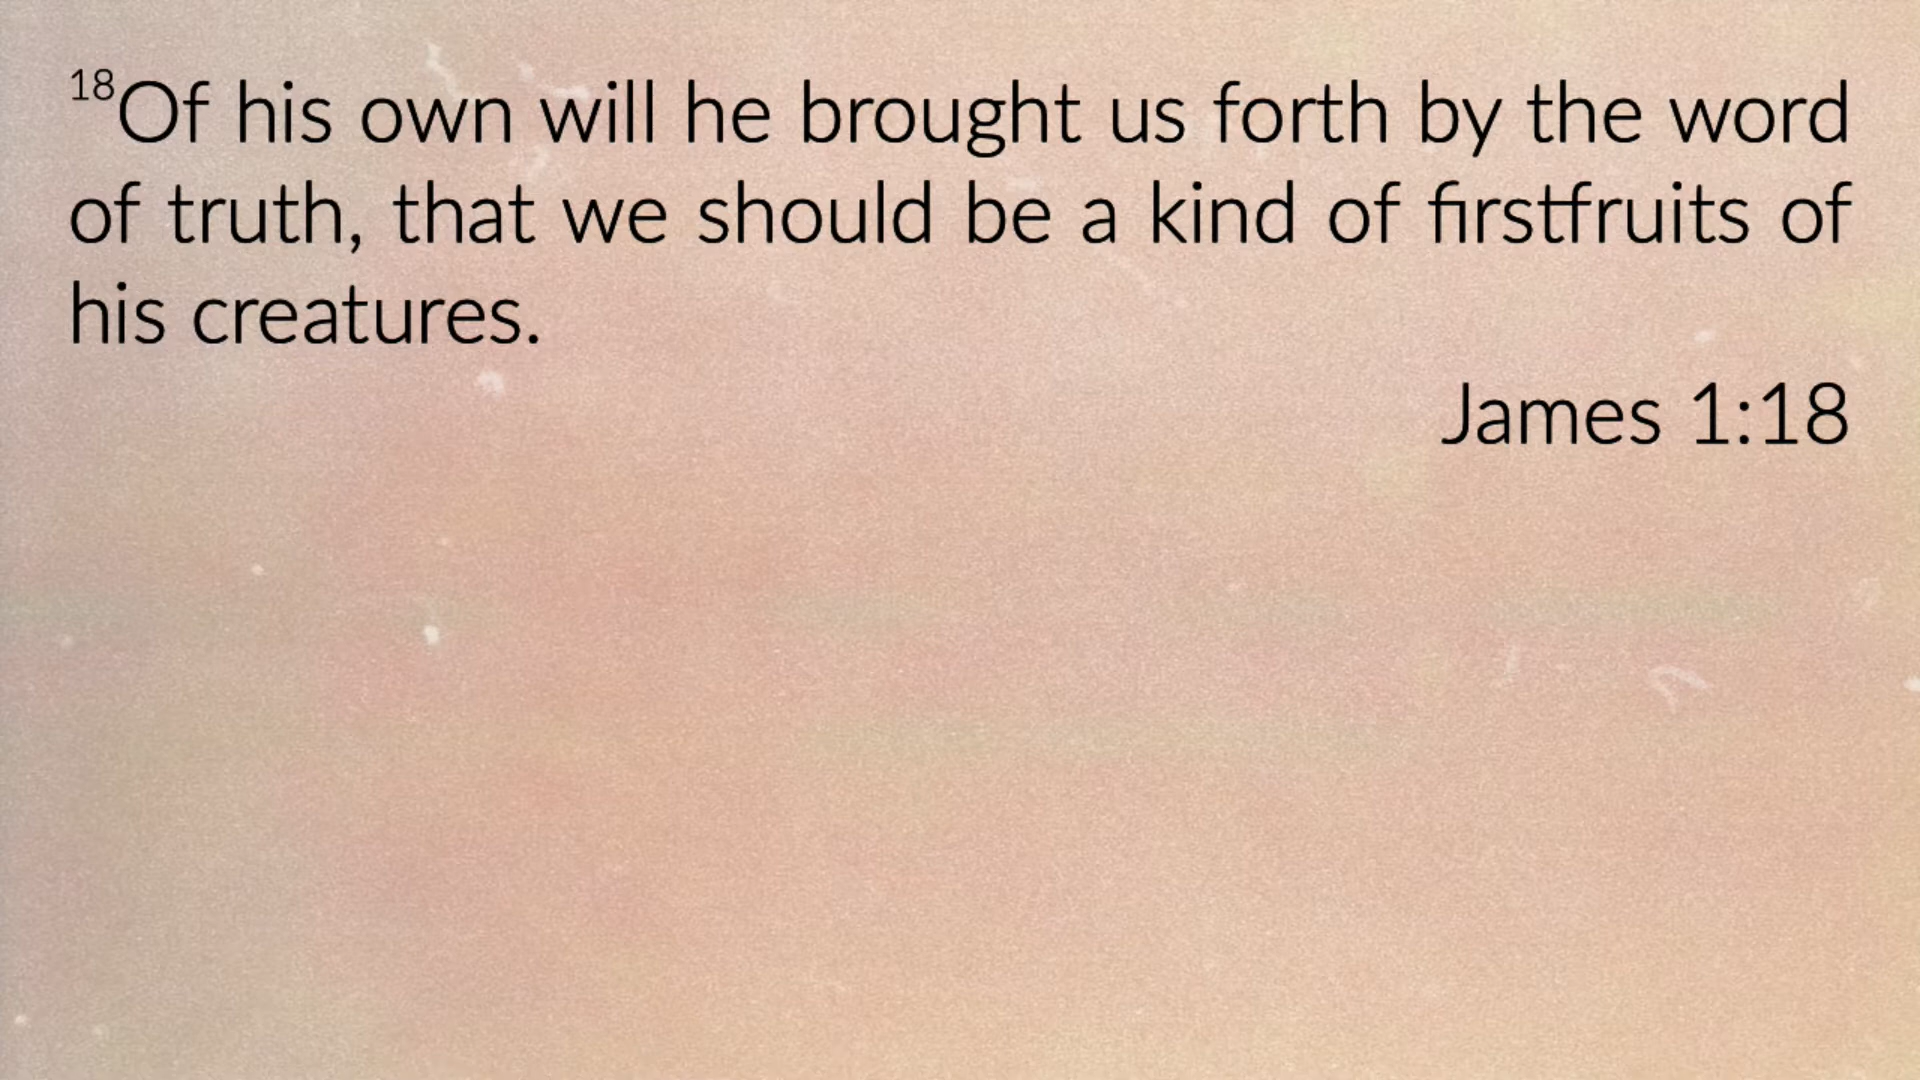 18Of his own will he brought us forth by the word
of truth, that we should be a kind of firstfruits of
his creatures.
James 1:18